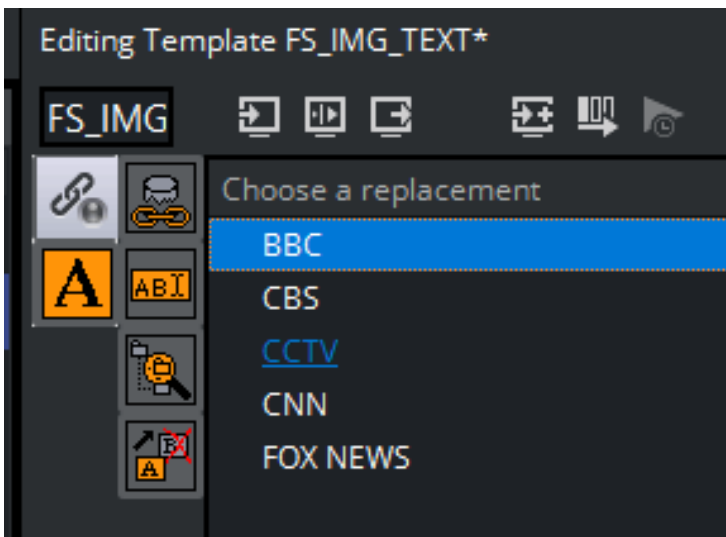 Editing Template FS_IMG_TEXT*
FS_IMG
Choose a replacement
BBC
A ABI CBS
CCTV
CNN
B
A FOX NEWS